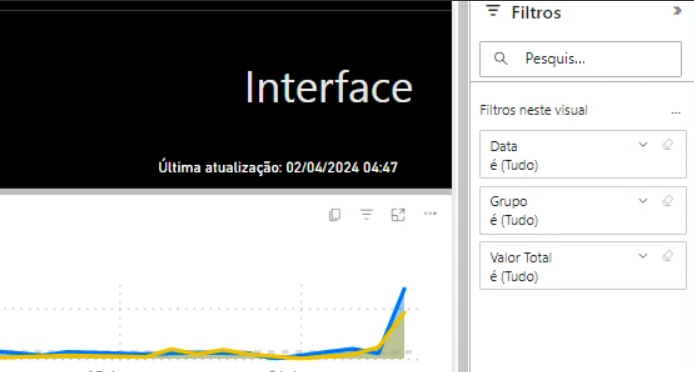 Filtros
Pesquis...
Interface
Filtros neste visual
Última atualização: 02/04/2024 04:47
Data
é (Tudo)
Grupo
é (Tudo)
Valor Total
é (Tudo)